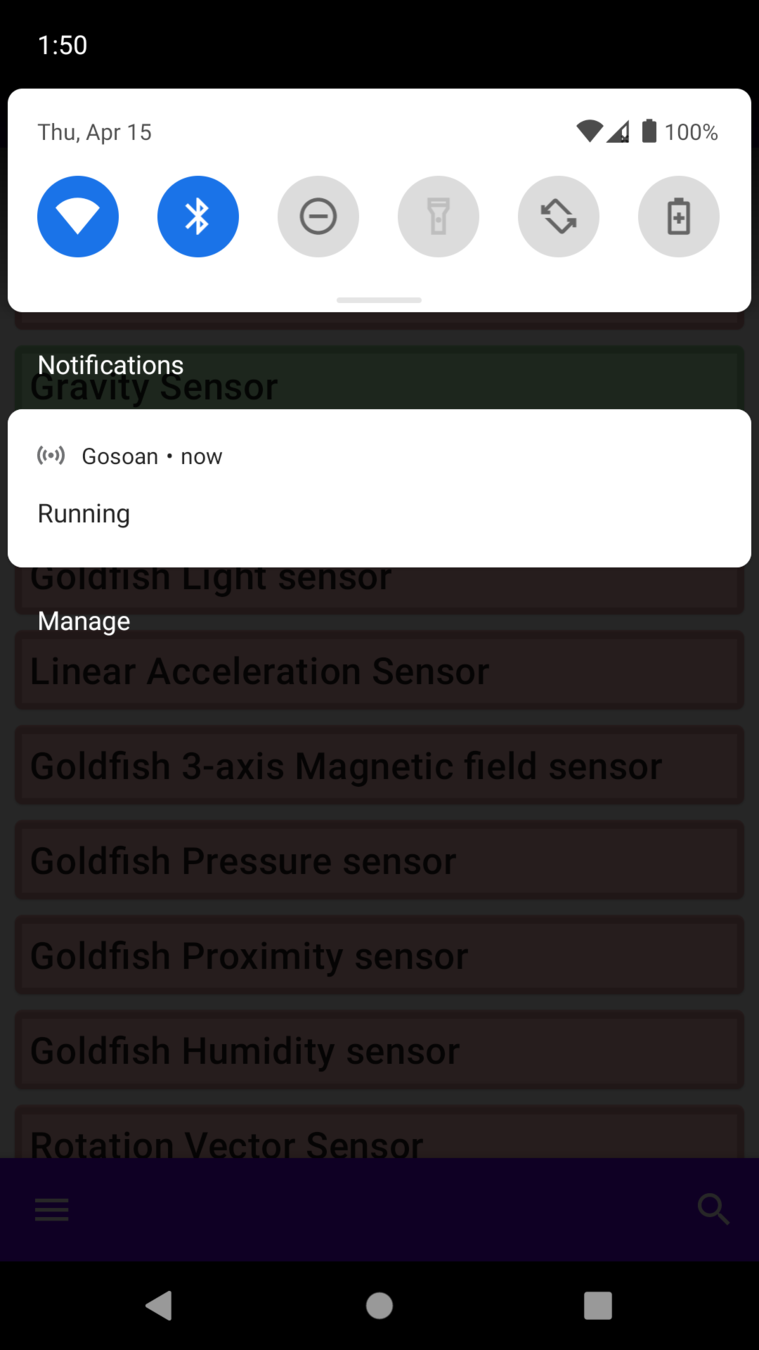 1:50
Thu, Apr 15
100%
Notifications
Gravity Sensor
Gosoan • now
Running
Goldfish Light sensor
Manage
Linear Acceleration Sensor
Goldfish 3-axis Magnetic field sensor
Goldfish Pressure sensor
Goldfish Proximity sensor
Goldfish Humidity sensor
Rotation Vector Sensor